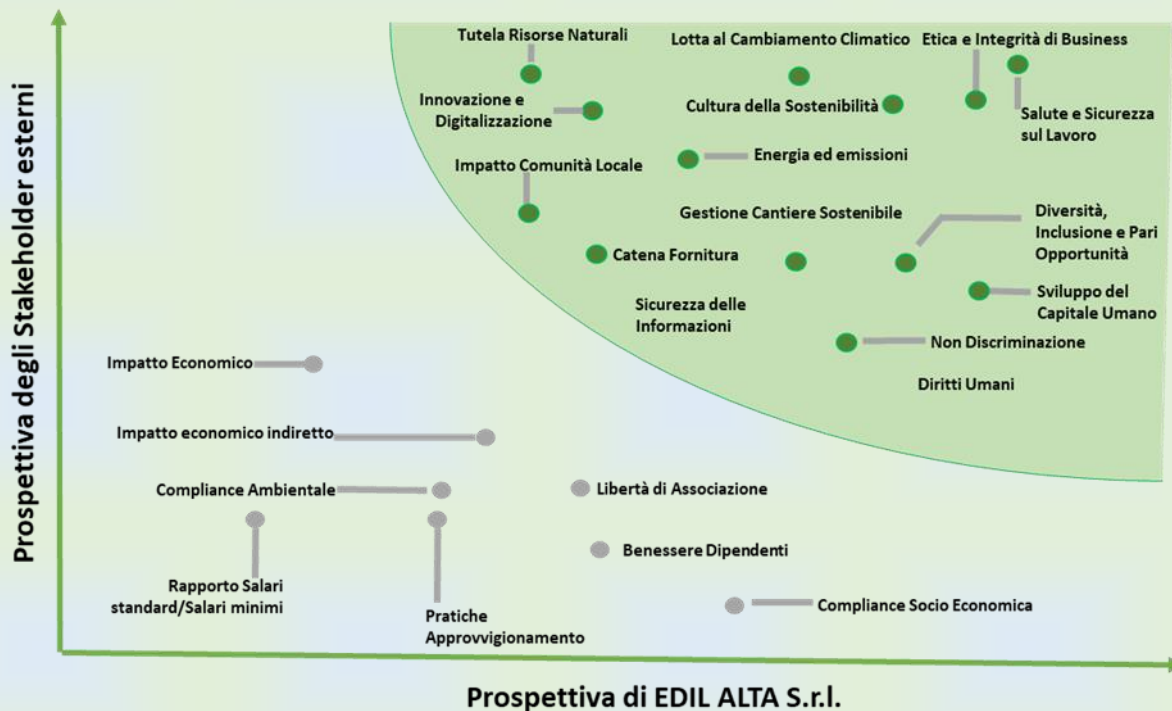 Prospettiva degli Stakeholder esterni
Tutela Risorse Naturali
Lotta al Cambiamento Climatico
Etica e Integrità di Business
Innovazione e
Digitalizzazione
Cultura della Sostenibilità
Salute e Sicurezza
sul Lavoro
Impatto Comunità Locale
Energia ed emissioni
Gestione Cantiere Sostenibile
Diversità,
Inclusione e Pari
Opportunità
Catena Fornitura
Sicurezza delle
Informazioni
Sviluppo del
Capitale Umano
Non Discriminazione
Diritti Umani
Impatto Economico
Impatto economico indiretto
Compliance Ambientale
Libertà di Associazione
Benessere Dipendenti
Rapporto Salari
standard/Salari minimi
Pratiche
Approvvigionamento
Compliance Socio Economica
Prospettiva di EDIL ALTA S.r.l.